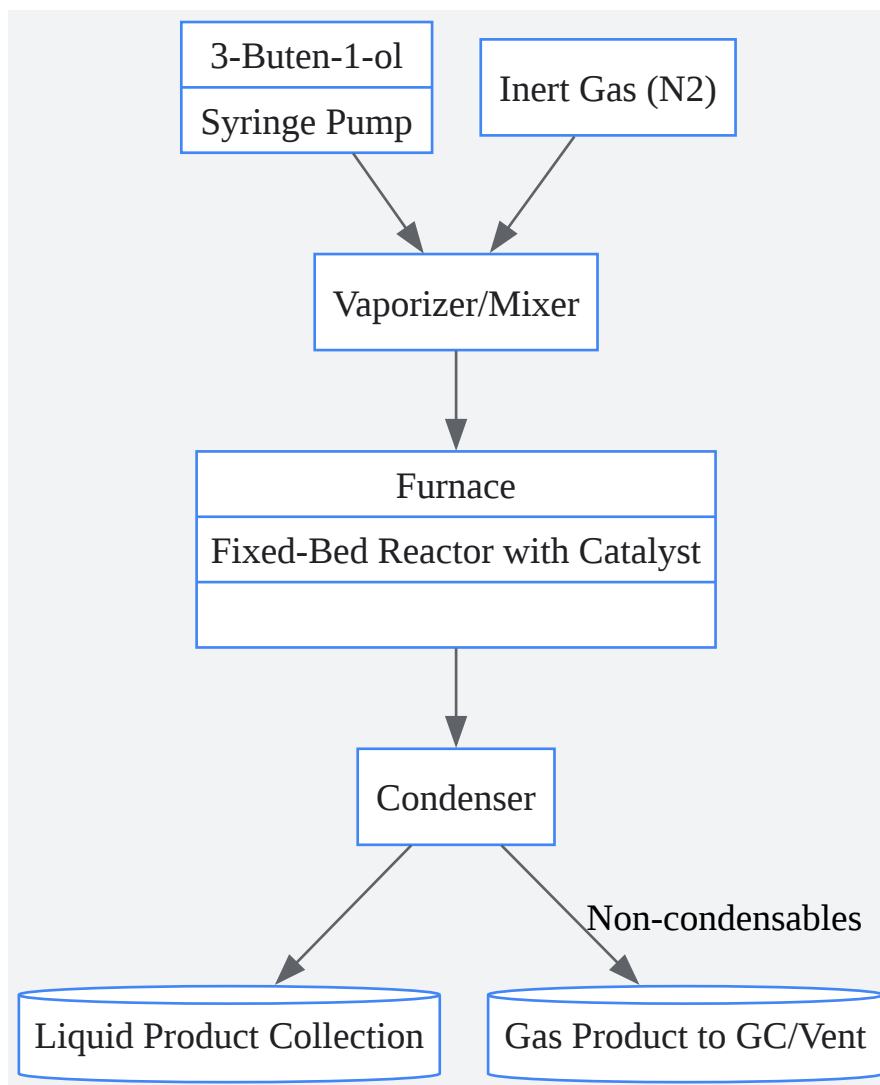 3-Buten-1-ol
Syringe Pump
Inert Gas (N2)
Vaporizer/Mixer
Furnace
Fixed-Bed Reactor with Catalyst
Condenser
Non-condensables
Liquid Product Collection
Gas Product to GC/Vent